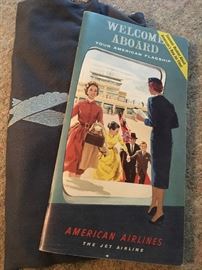 WELCOME
ABOARD
YOUR AMERICAN FLAGSHIP
AMERICAN AIRLINES
THE JET AIRLINE